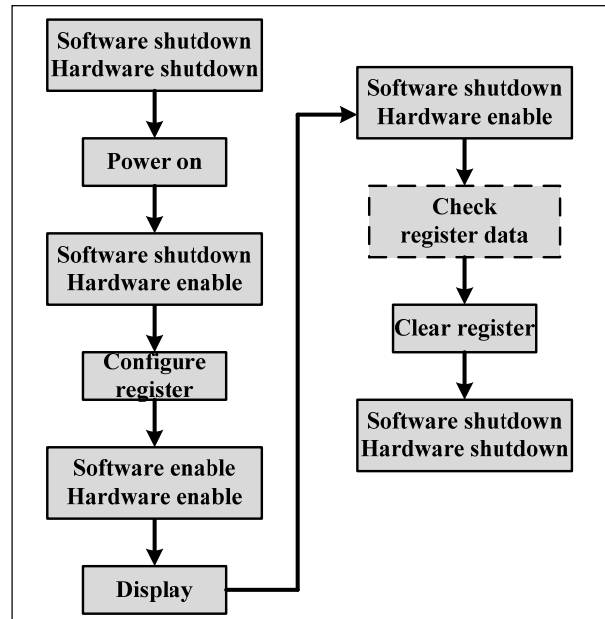 Software shutdown
Hardware shutdown
Power on
Software shutdown
Hardware enable
Configure
register
Software enable
Hardware enable
Display
Software shutdown
Hardware enable
Check
register data
Clear register
Software shutdown
Hardware shutdown